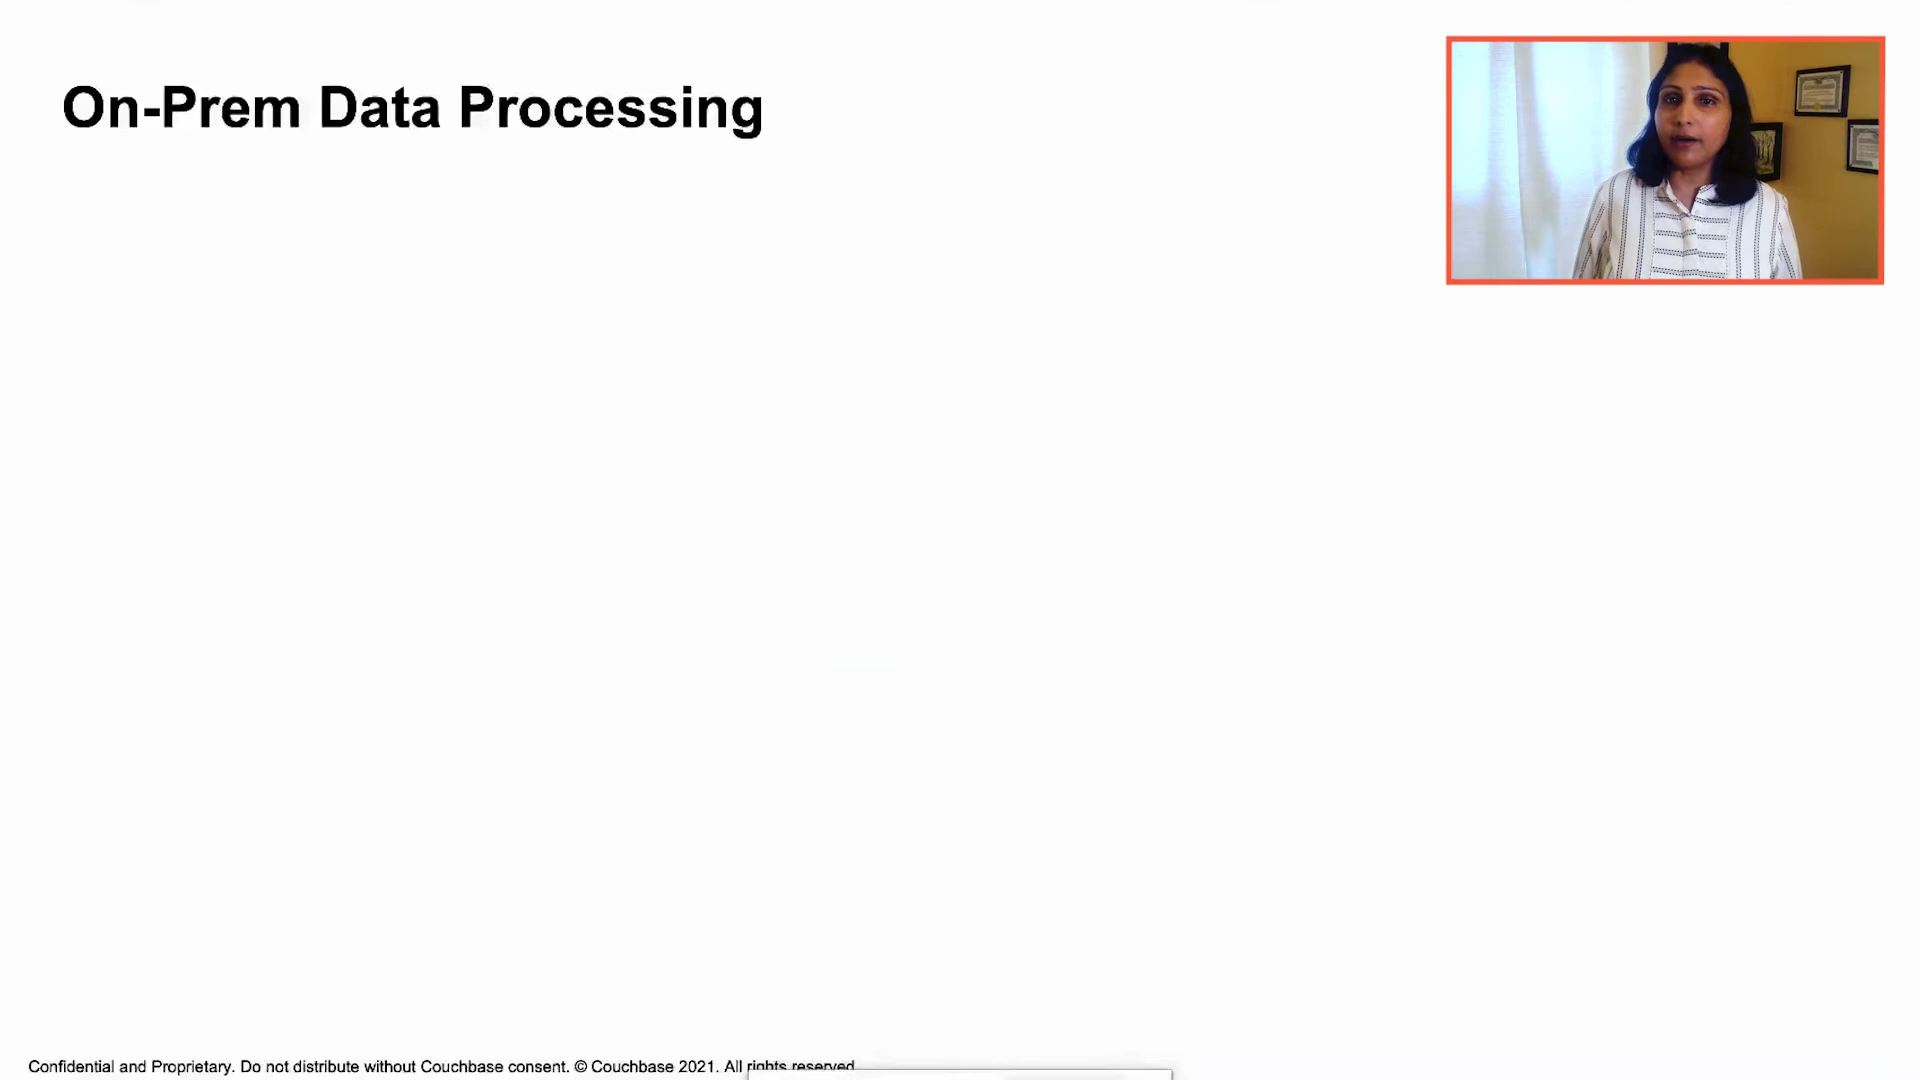 On-Prem Data Processing
Confidential and Proprietary. Do not distribute without Couchbase consent. © Couchbase 2021. All rights reserved.